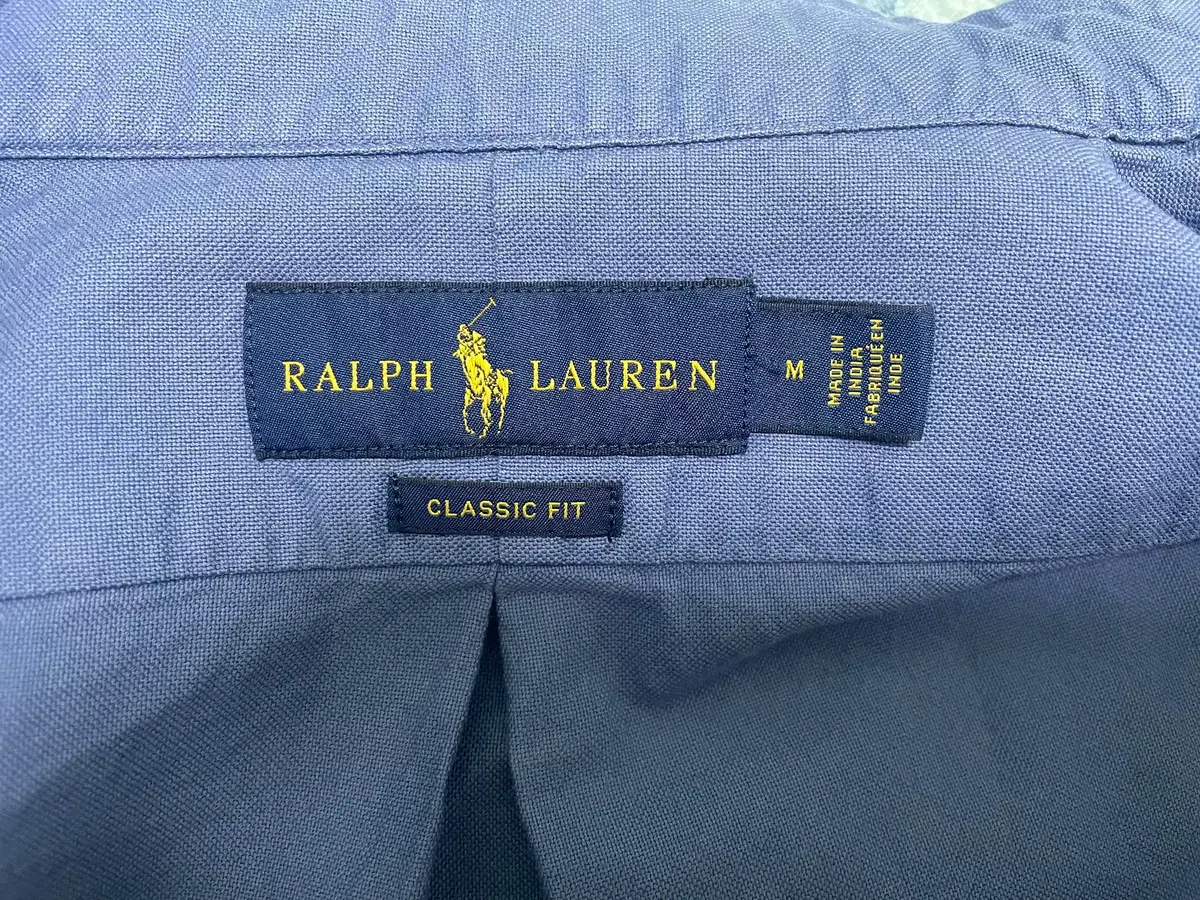 RALPH LAUREN
M
MADE IN
INDIA
FABRIQUÉ EN
INDE
CLASSIC FIT